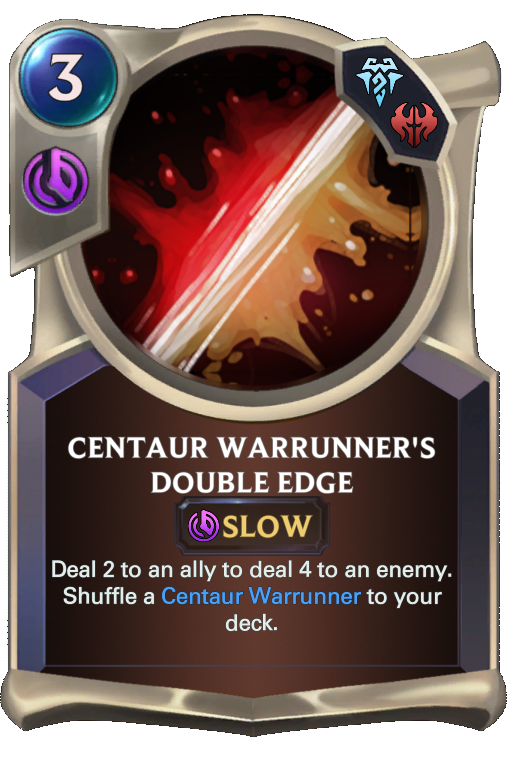 3
CENTAUR WARRUNNER'S
DOUBLE EDGE
SLOW
Deal 2 to an ally to deal 4 to an enemy.
Shuffle a Centaur Warrunner to your
deck.